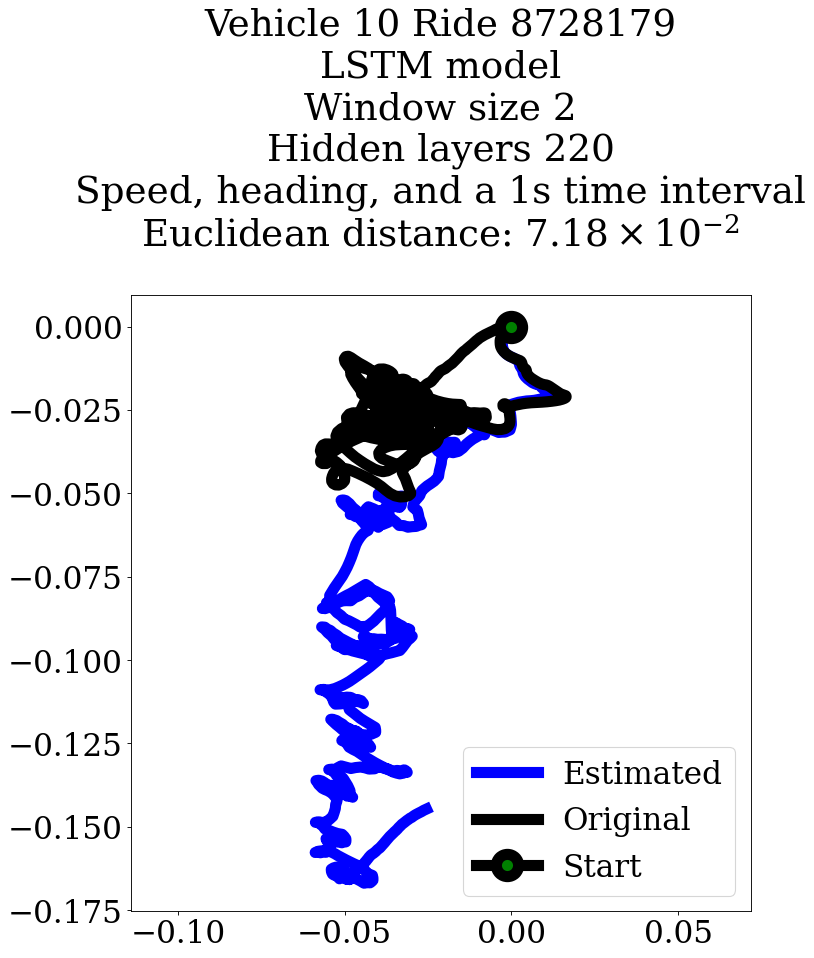 Vehicle 10 Ride 8728179
LSTM model
Window size 2
Hidden layers 220
Speed, heading, and a 1s time interval
Euclidean distance: 7.18 × 10⁻²
0.000
−0.025
−0.050
−0.075
−0.100
−0.125
−0.150
−0.175
Estimated
Original
Start
−0.10
−0.05
0.00
0.05